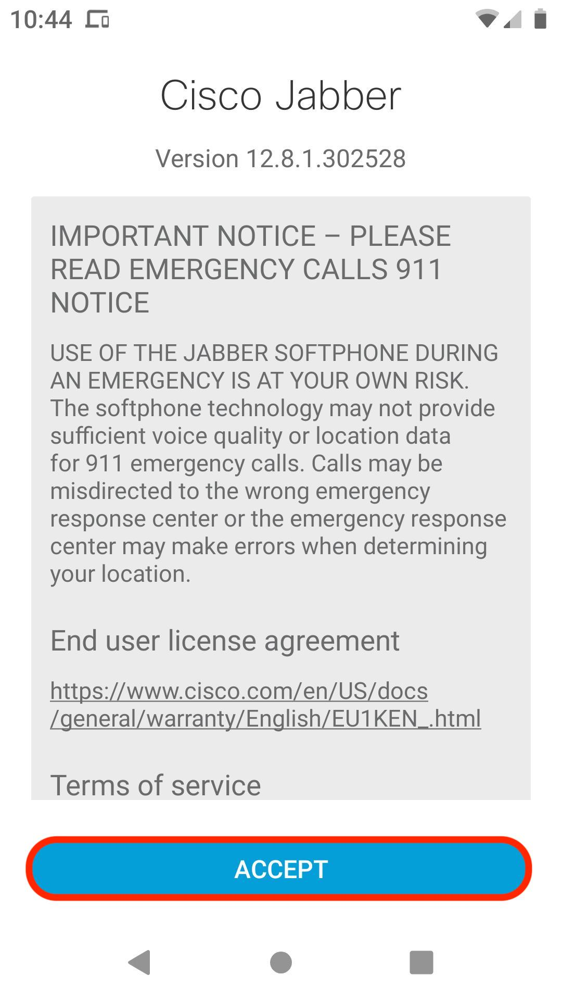 10:44
Cisco Jabber
Version 12.8.1.302528
IMPORTANT NOTICE – PLEASE
READ EMERGENCY CALLS 911
NOTICE
USE OF THE JABBER SOFTPHONE DURING
AN EMERGENCY IS AT YOUR OWN RISK.
The softphone technology may not provide
sufficient voice quality or location data
for 911 emergency calls. Calls may be
misdirected to the wrong emergency
response center or the emergency response
center may make errors when determining
your location.
End user license agreement
https://www.cisco.com/en/US/docs
/general/warranty/English/EU1KEN_.html
Terms of service
ACCEPT